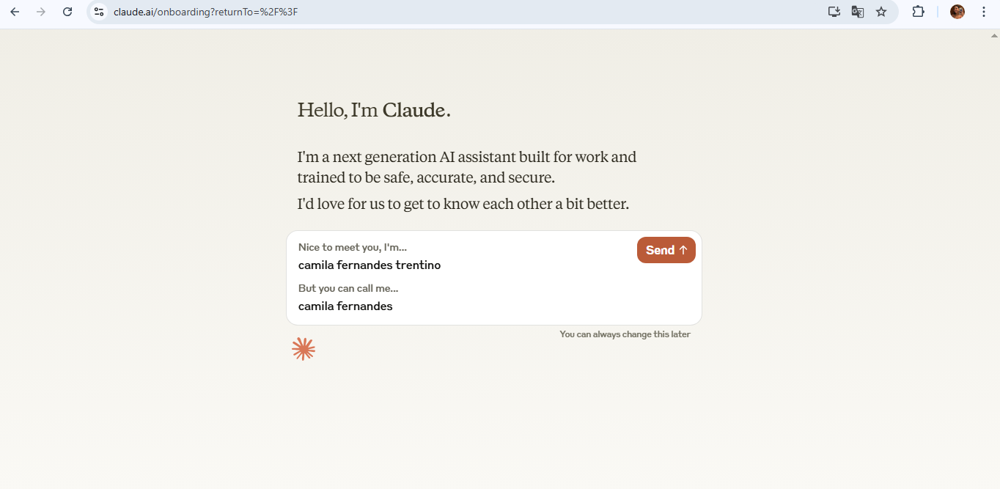 claude.ai/onboarding?returnTo=%2F%3F
Hello, I'm Claude.
I'm a next generation AI assistant built for work and
trained to be safe, accurate, and secure.
I'd love for us to get to know each other a bit better.
Nice to meet you, I'm...
Send ↑
camila fernandes trentino
But you can call me...
camila fernandes
You can always change this later